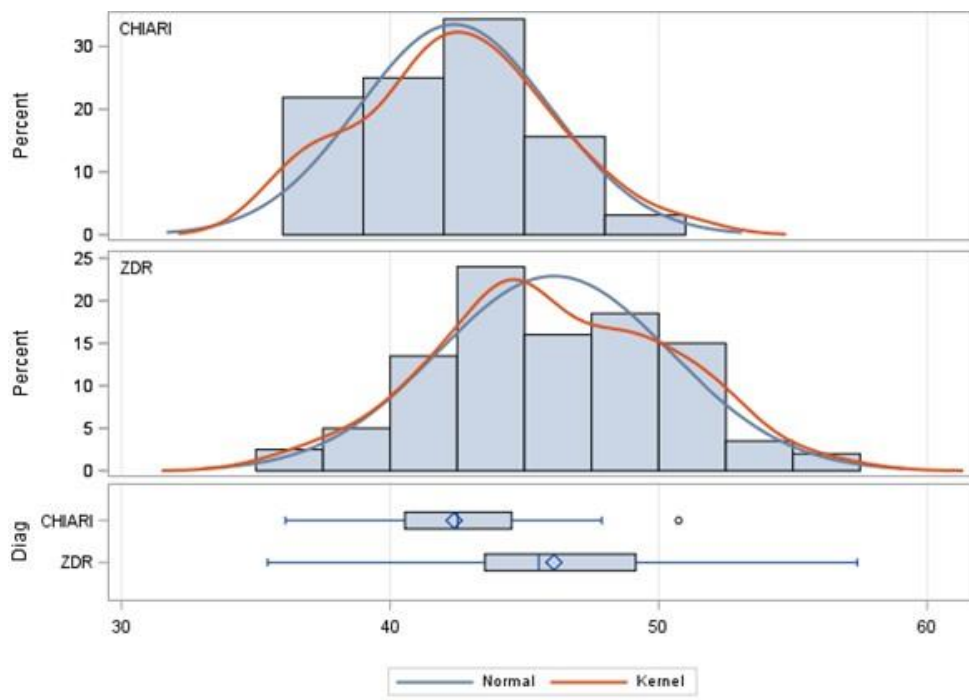 CHIARI
Percent
30
20
10
0
ZDR
Percent
25
20
15
10
5
0
Diag
CHIARI
ZDR
30 40 50 60
Normal Kernel